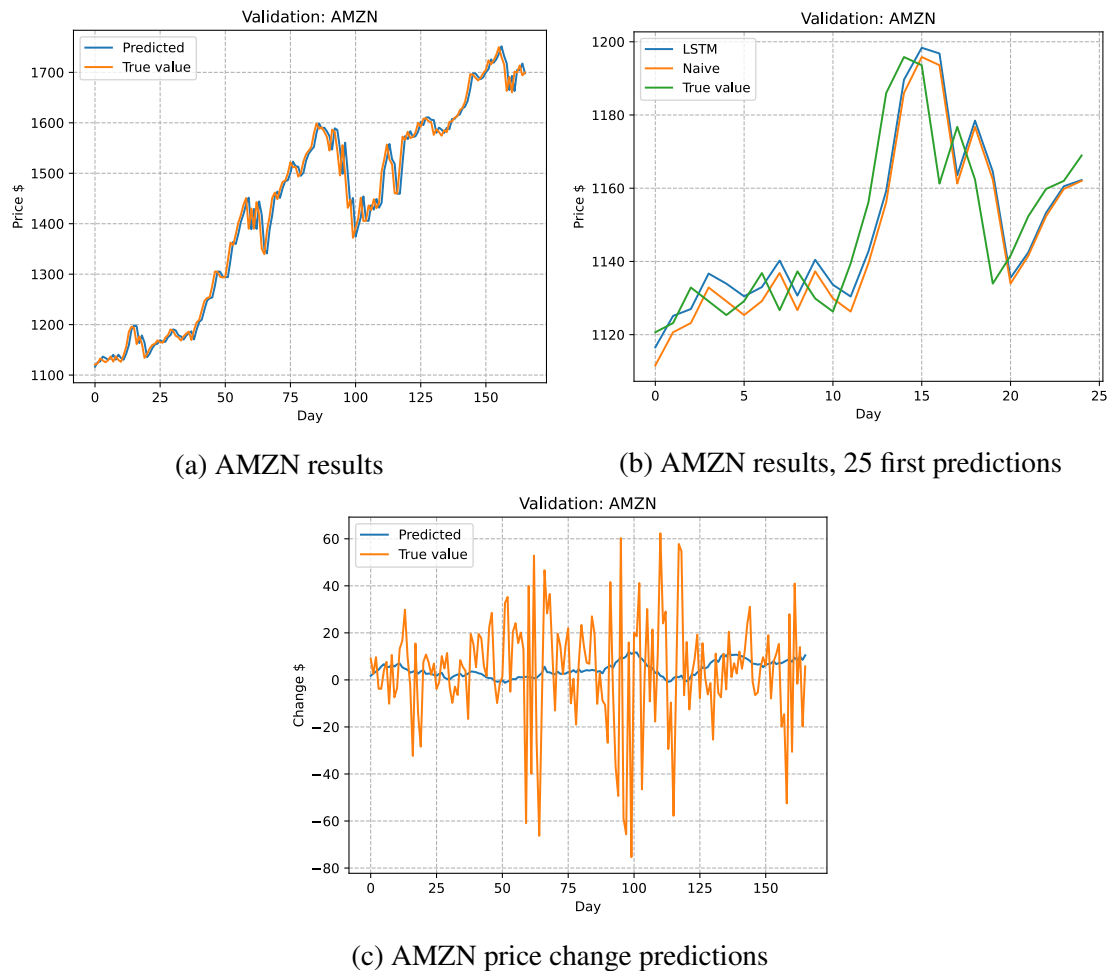 Validation: AMZN
Predicted
True value
Price $
1700
1600
1500
1400
1300
1200
1100
0 25 50 75 100 125 150
Day
(a) AMZN results
Validation: AMZN
LSTM
Naive
True value
Price $
1200
1180
1160
1140
1120
0 5 10 15 20 25
Day
(b) AMZN results, 25 first predictions
Validation: AMZN
Predicted
True value
Change $
60
40
20
0
−20
−40
−60
−80
0 25 50 75 100 125 150
Day
(c) AMZN price change predictions